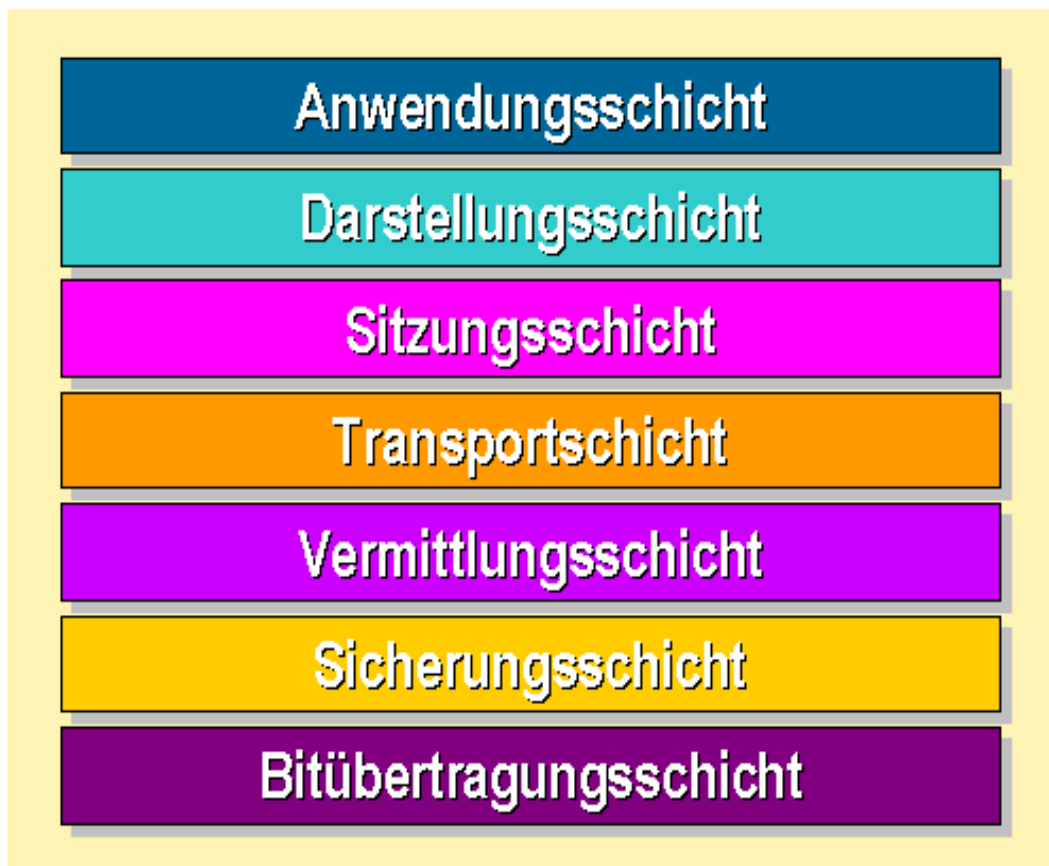 Anwendungsschicht
Darstellungsschicht
Sitzungsschicht
Transportschicht
Vermittlungsschicht
Sicherungsschicht
Bitübertragungsschicht